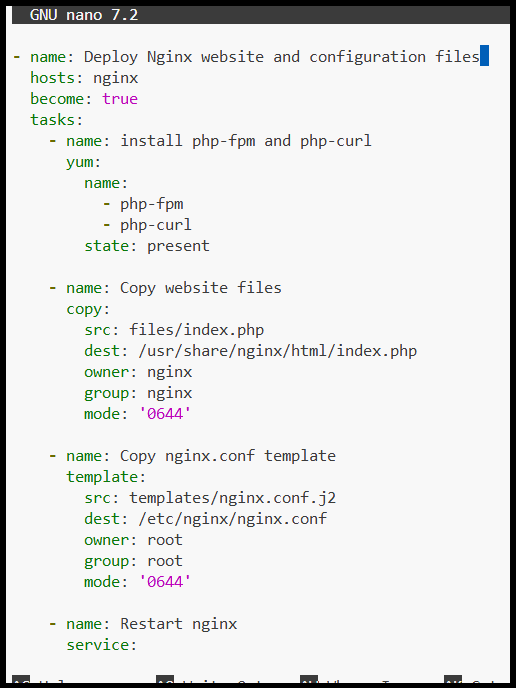 GNU nano 7.2
- name: Deploy Nginx website and configuration files
  hosts: nginx
  become: true
  tasks:
    - name: install php-fpm and php-curl
      yum:
        name:
          - php-fpm
          - php-curl
        state: present
    - name: Copy website files
      copy:
        src: files/index.php
        dest: /usr/share/nginx/html/index.php
        owner: nginx
        group: nginx
        mode: '0644'
    - name: Copy nginx.conf template
      template:
        src: templates/nginx.conf.j2
        dest: /etc/nginx/nginx.conf
        owner: root
        group: root
        mode: '0644'
    - name: Restart nginx
      service: